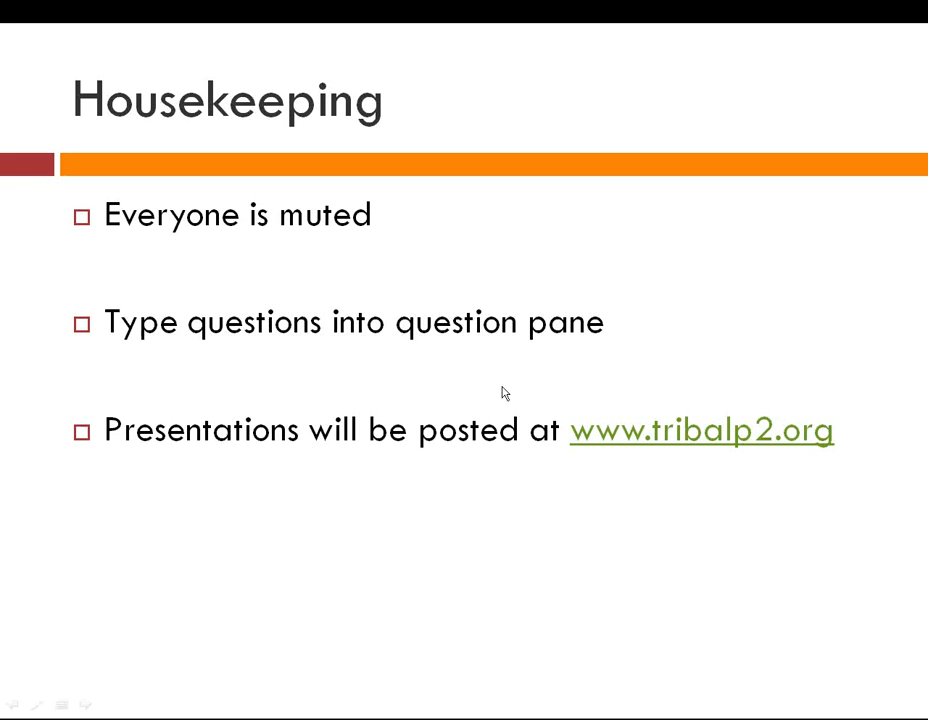 Housekeeping
Everyone is muted
Type questions into question pane
Presentations will be posted at www.tribalp2.org